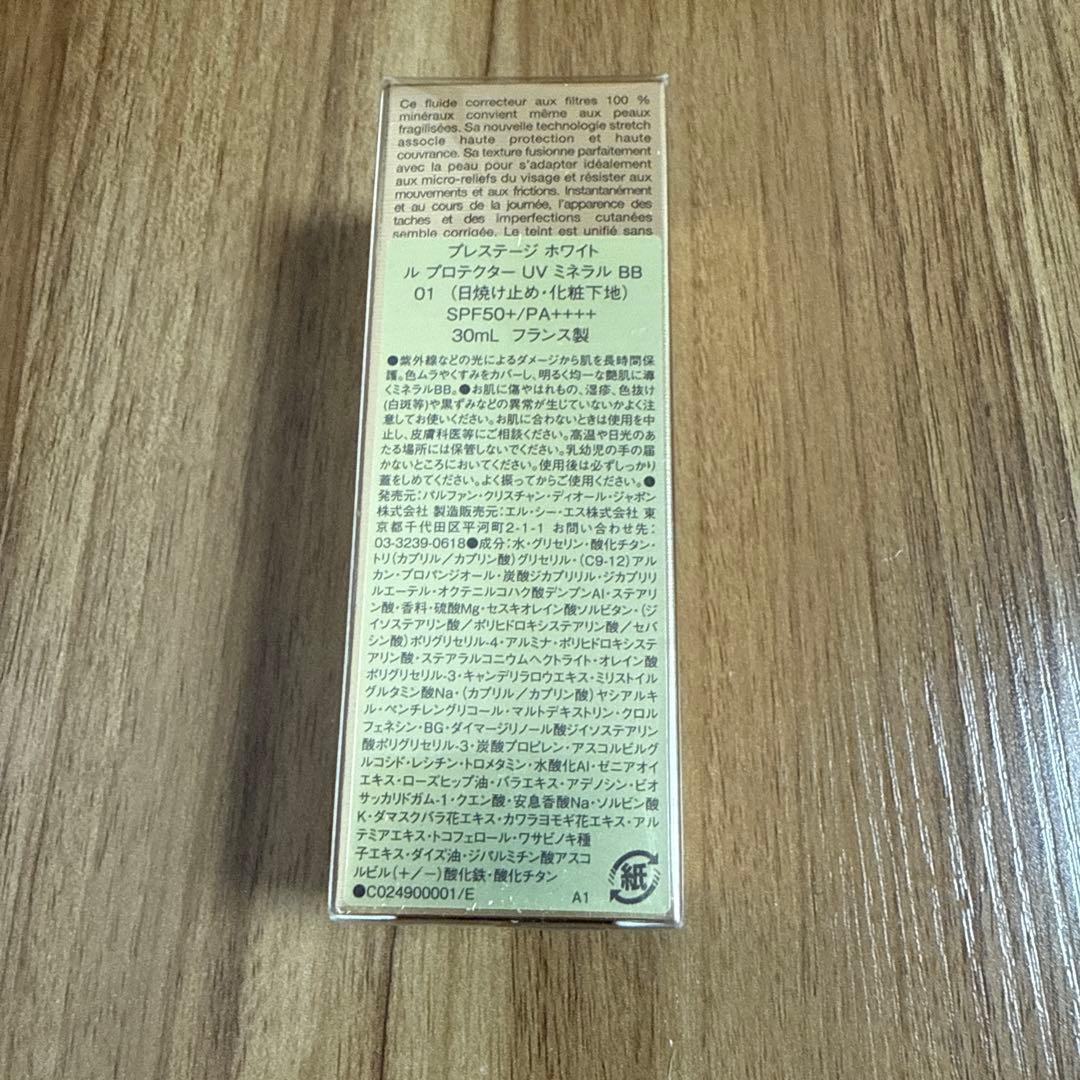 Ce fluide correcteur aux filtres 100 %
minéraux convient même aux peaux
fragilisées. Sa nouvelle technologie stretch
associe haute protection et haute
couvrance. Sa texture fusionne parfaitement
avec la peau pour s'adapter idéalement
aux micro-reliefs du visage et résister aux
mouvements et aux frictions. Instantanément
et au cours de la journée, l'apparence des
taches et des imperfections cutanées
semble corrigée. Le teint est unifié sans
プレステージ ホワイト
ル プロテクター UV ミネラル BB
01 (日焼け止め・化粧下地)
SPF50+/PA++++
30mL フランス製
●紫外線などの光によるダメージから肌を長時間保
護。色ムラやくすみをカバーし、明るく均一な艶肌に導
くミネラルBB。●お肌に傷やはれもの、湿疹、色抜け
(白斑等)や黒ずみなどの異常が生じていないかよく注
意してお使いください。お肌に合わないときは使用を中
止し、皮膚科医等にご相談ください。高温や日光のあ
たる場所には保管しないでください。乳幼児の手の届
かないところにおいてください。使用後は必ずしっかり
蓋をしめてください。よく振ってからご使用ください。●
発売元:パルファン・クリスチャン・ディオール・ジャポン
株式会社 製造販売元:エル・シー・エス株式会社 東
京都千代田区平河町2-1-1 お問い合わせ先:
03-3239-0618●成分:水・グリセリン・酸化チタン・
トリ(カプリル/カプリン酸)グリセリル・(C9-12)アル
カン・プロパンジオール・炭酸ジカプリリル・ジカプリリ
ルエーテル・オクテニルコハク酸デンプンAl・ステアリ
ン酸・香料・硫酸Mg・セスキオレイン酸ソルビタン・(ジ
イソステアリン酸/ポリヒドロキシステアリン酸/セバ
シン酸)ポリグリセリル-4・アルミナ・ポリヒドロキシステ
アリン酸・ステアラルコニウムヘクトライト・オレイン酸
ポリグリセリル-3・キャンデリラロウエキス・ミリストイル
グルタミン酸Na・(カプリル/カプリン酸)ヤシアルキ
ル・ペンチレングリコール・マルトデキストリン・クロル
フェネシン・BG・ダイマージリノール酸ジイソステアリン
酸ポリグリセリル-3・炭酸プロピレン・アスコルビルグ
ルコシド・レシチン・トロメタミン・水酸化Al・ゼニアオイ
エキス・ローズヒップ油・バラエキス・アデノシン・ビオ
サッカリドガム-1・クエン酸・安息香酸Na・ソルビン酸
K・ダマスクバラ花エキス・カワラヨモギ花エキス・アル
テミアエキス・トコフェロール・ワサビノキ種
子エキス・ダイズ油・ジパルミチン酸アスコ
ルビル(+/−)酸化鉄・酸化チタン
●C024900001/E A1
紙